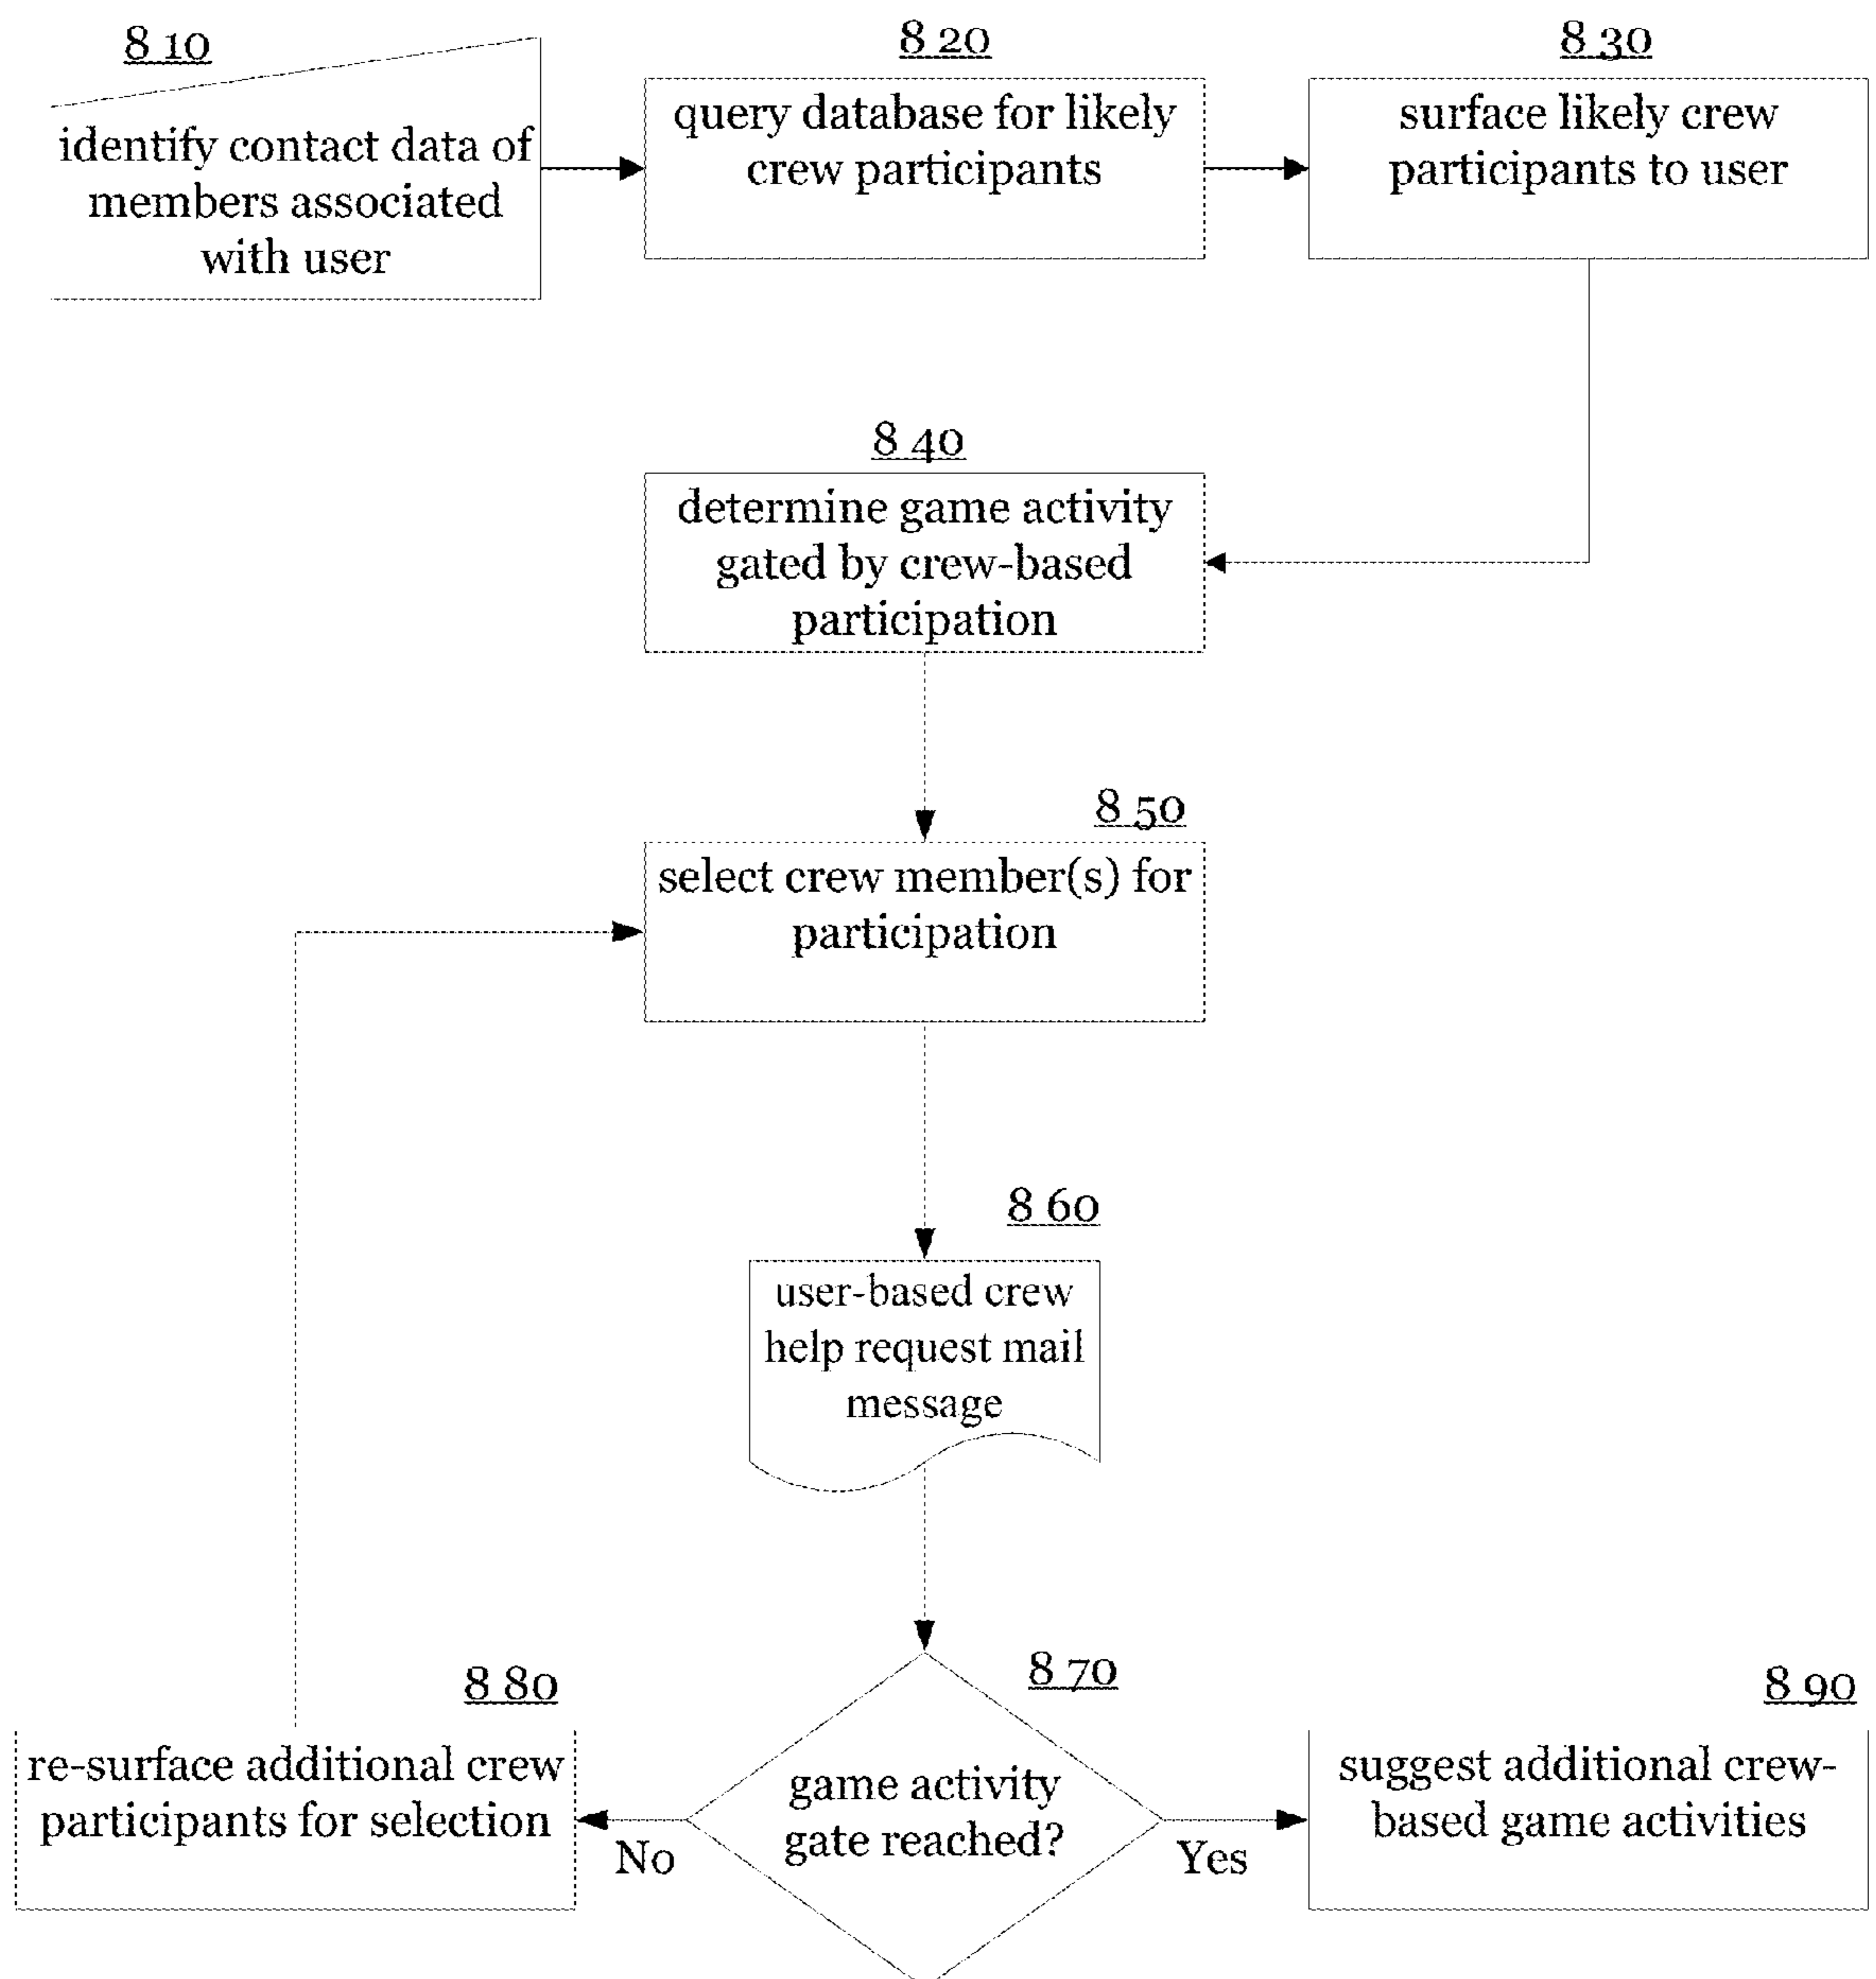 8 10
identify contact data of
members associated
with user
8 20
query database for likely
crew participants
8 30
surface likely crew
participants to user
8 40
determine game activity
gated by crew-based
participation
8 50
select crew member(s) for
participation
8 60
user-based crew
help request mail
message
8 70
game activity
gate reached?
No
Yes
8 80
re-surface additional crew
participants for selection
8 90
suggest additional crew-
based game activities